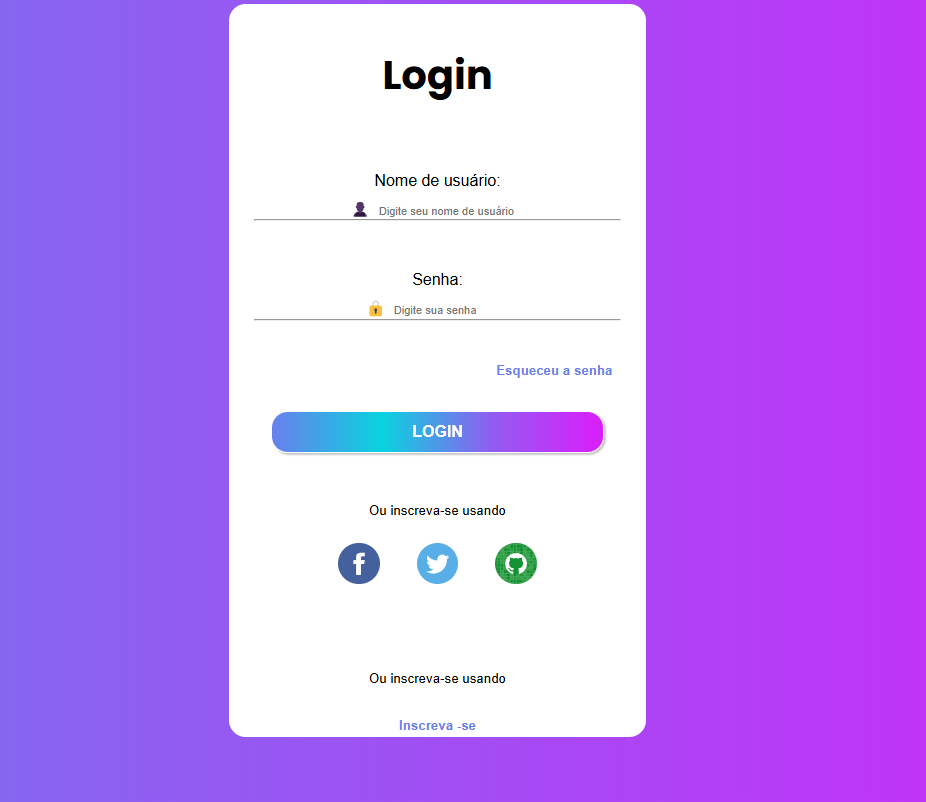 Login
Nome de usuário:
Digite seu nome de usuário
Senha:
Digite sua senha
Esqueceu a senha
LOGIN
Ou inscreva-se usando
Ou inscreva-se usando
Inscreva -se